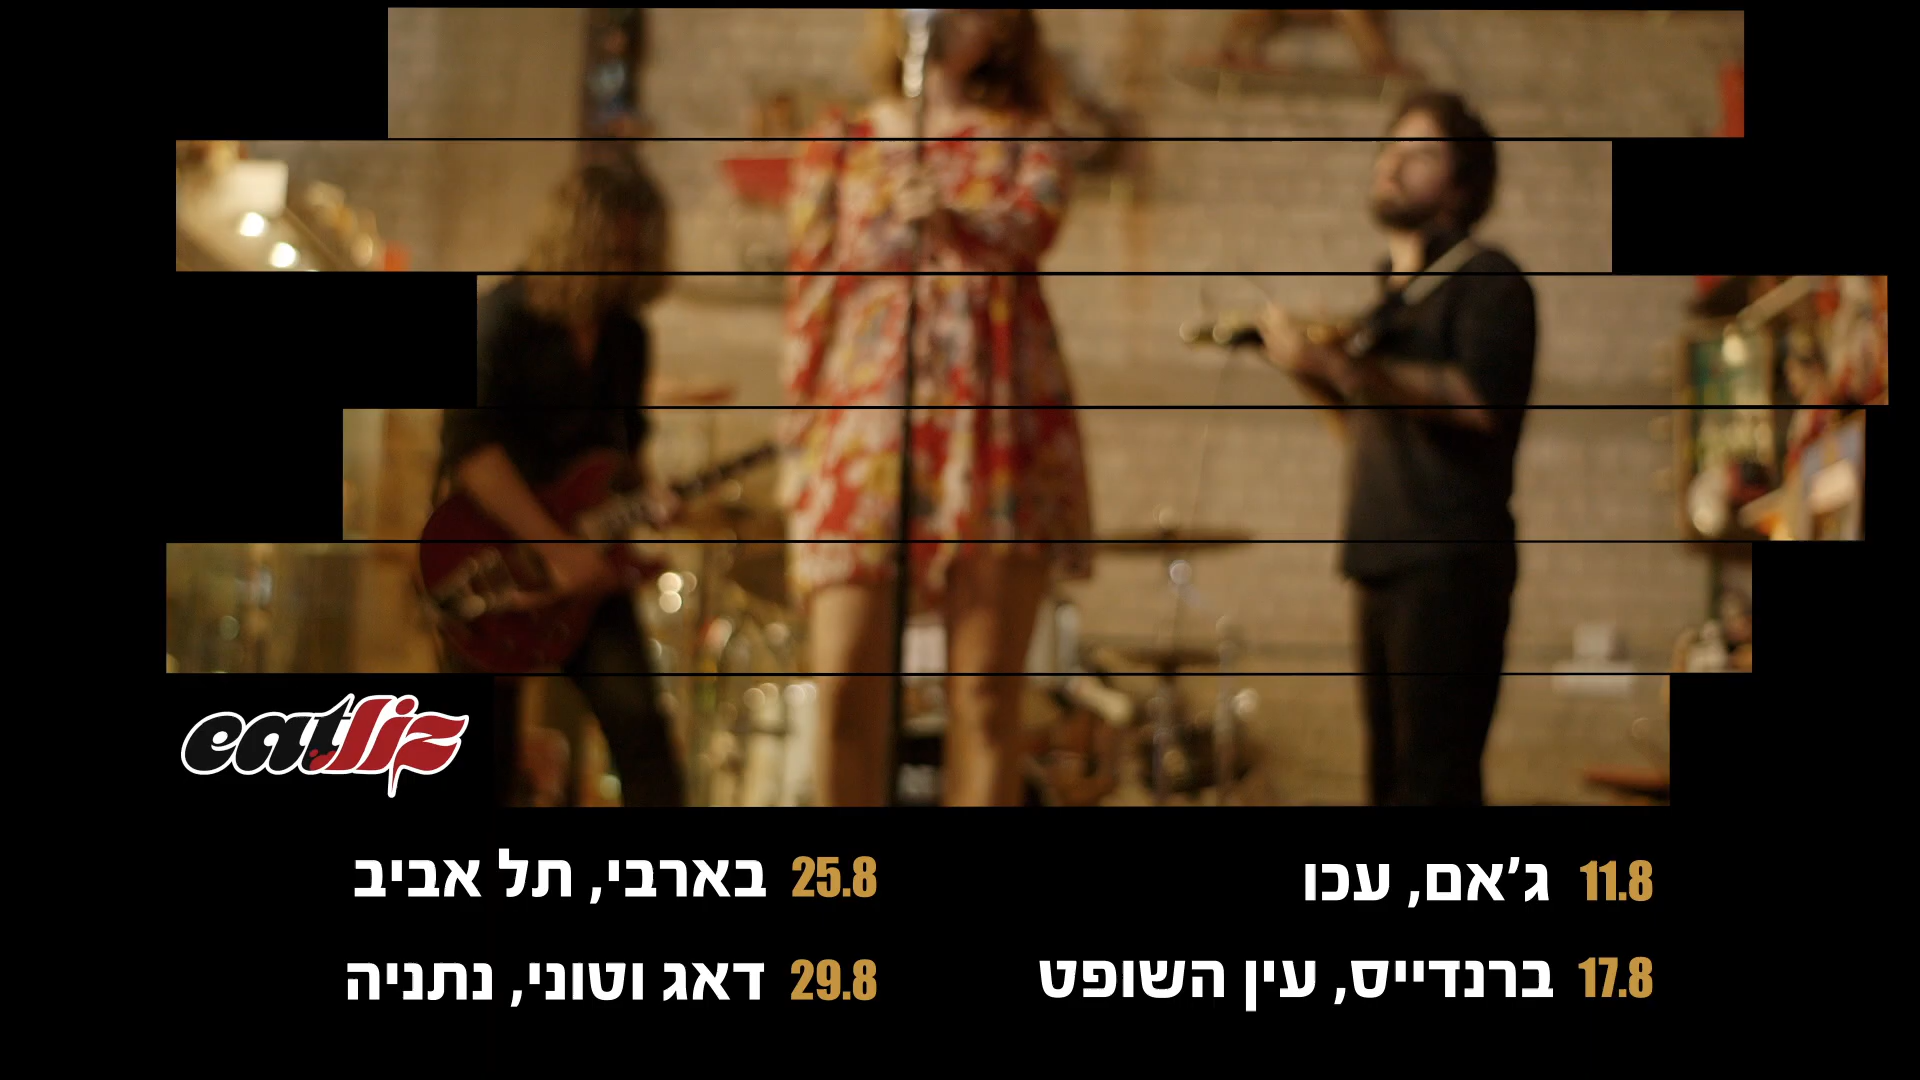 eatliz
11.8 ג'אם, עכו
17.8 ברנדייס, עין השופט
25.8 בארבי, תל אביב
29.8 דאג וטוני, נתניה